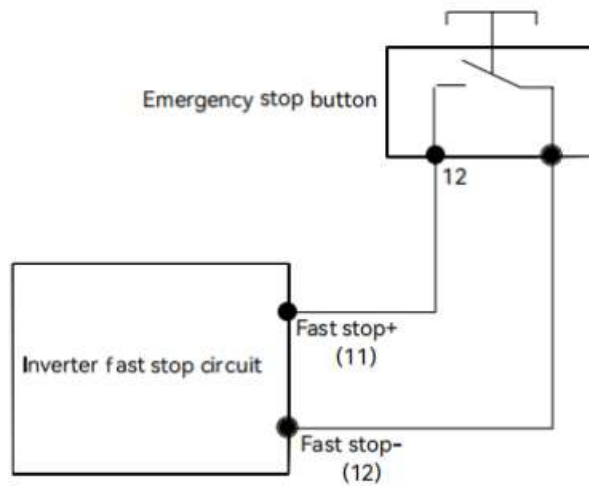 Emergency stop button
12
Fast stop+
(11)
Inverter fast stop circuit
Fast stop-
(12)